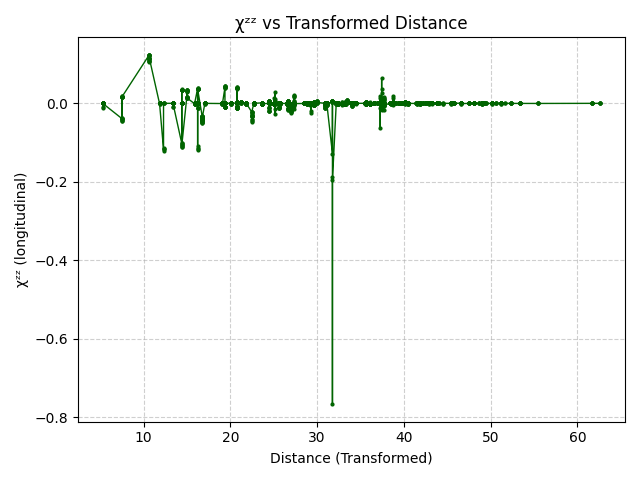 χᶻᶻ vs Transformed Distance
0.0
−0.2
−0.4
−0.6
−0.8
χᶻᶻ (longitudinal)
10 20 30 40 50 60
Distance (Transformed)